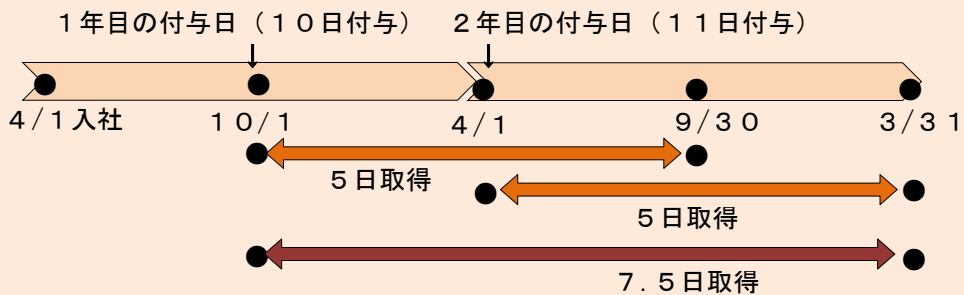 １年目の付与日（１０日付与） ２年目の付与日（１１日付与）
４/１入社 １０/１ ４/１ ９/３０ ３/３１
５日取得
５日取得
７.５日取得